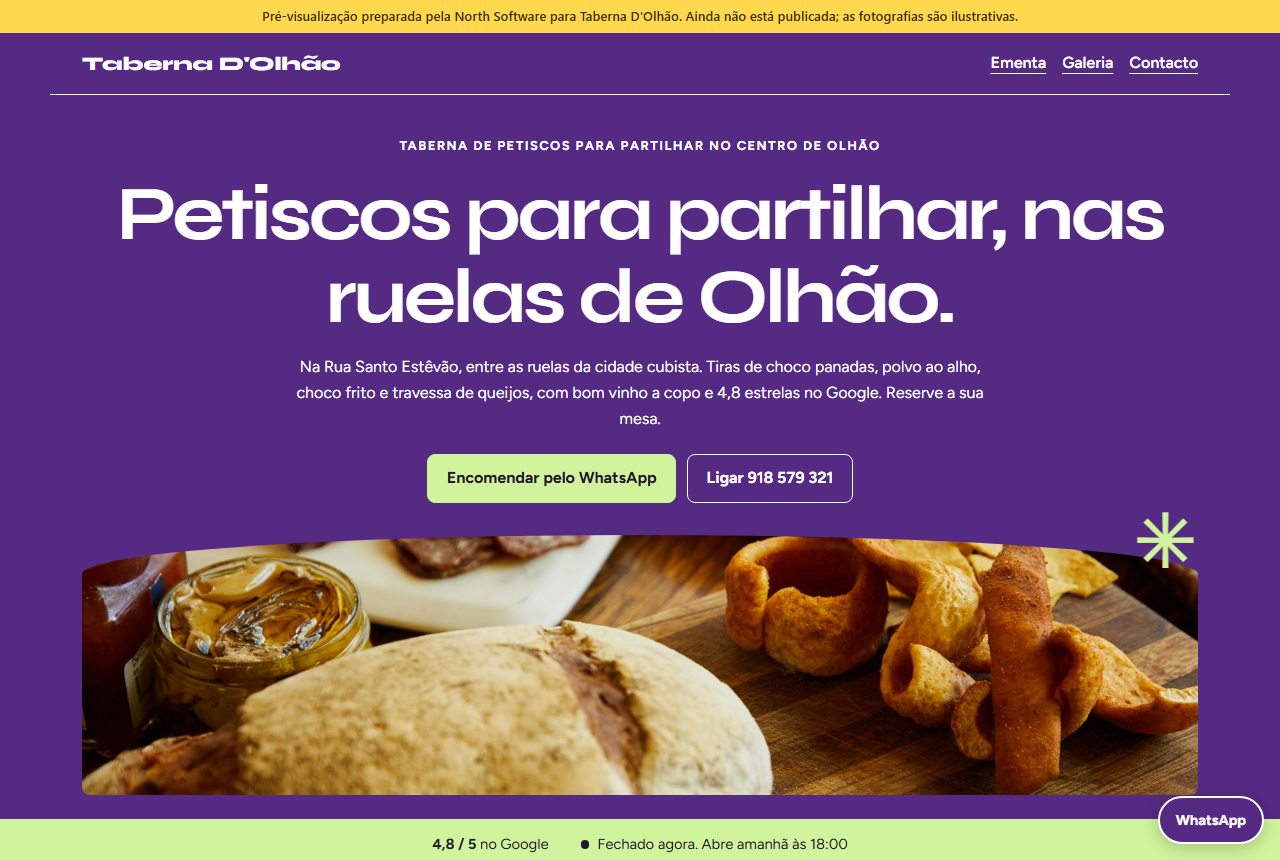 Pré-visualização preparada pela North Software para Taberna D'Olhão. Ainda não está publicada; as fotografias são ilustrativas.
Taberna D'Olhão
Ementa Galeria Contacto
TABERNA DE PETISCOS PARA PARTILHAR NO CENTRO DE OLHÃO
Petiscos para partilhar, nas
ruelas de Olhão.
Na Rua Santo Estêvão, entre as ruelas da cidade cubista. Tiras de choco panadas, polvo ao alho,
choco frito e travessa de queijos, com bom vinho a copo e 4,8 estrelas no Google. Reserve a sua
mesa.
Encomendar pelo WhatsApp Ligar 918 579 321
WhatsApp
4,8 / 5 no Google Fechado agora. Abre amanhã às 18:00